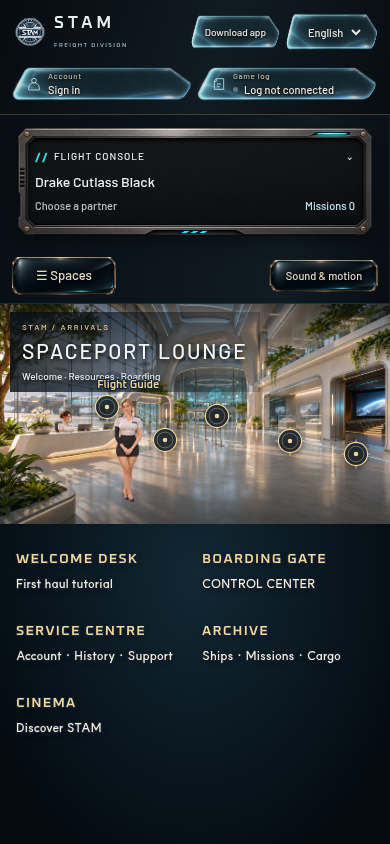 STAM
FREIGHT DIVISION
Download app
English
Account
Sign in
Game log
Log not connected
// FLIGHT CONSOLE
Drake Cutlass Black
Choose a partner
Missions 0
☰ Spaces
Sound & motion
STAM / ARRIVALS
SPACEPORT LOUNGE
Welcome · Resources · Boarding
Flight Guide
WELCOME DESK
First haul tutorial
BOARDING GATE
CONTROL CENTER
SERVICE CENTRE
Account · History · Support
ARCHIVE
Ships · Missions · Cargo
CINEMA
Discover STAM